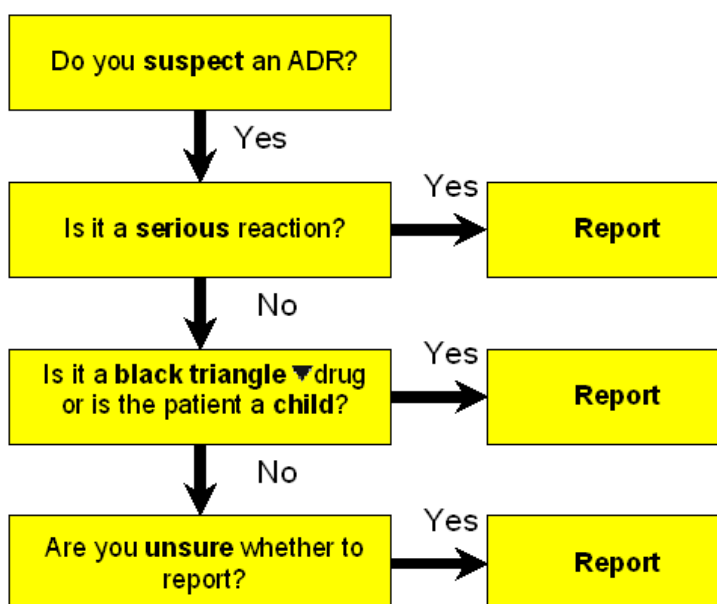 Do you suspect an ADR?
Yes
Is it a serious reaction?
Yes
Report
No
Is it a black triangle ▼drug
or is the patient a child?
Yes
Report
No
Are you unsure whether to
report?
Yes
Report